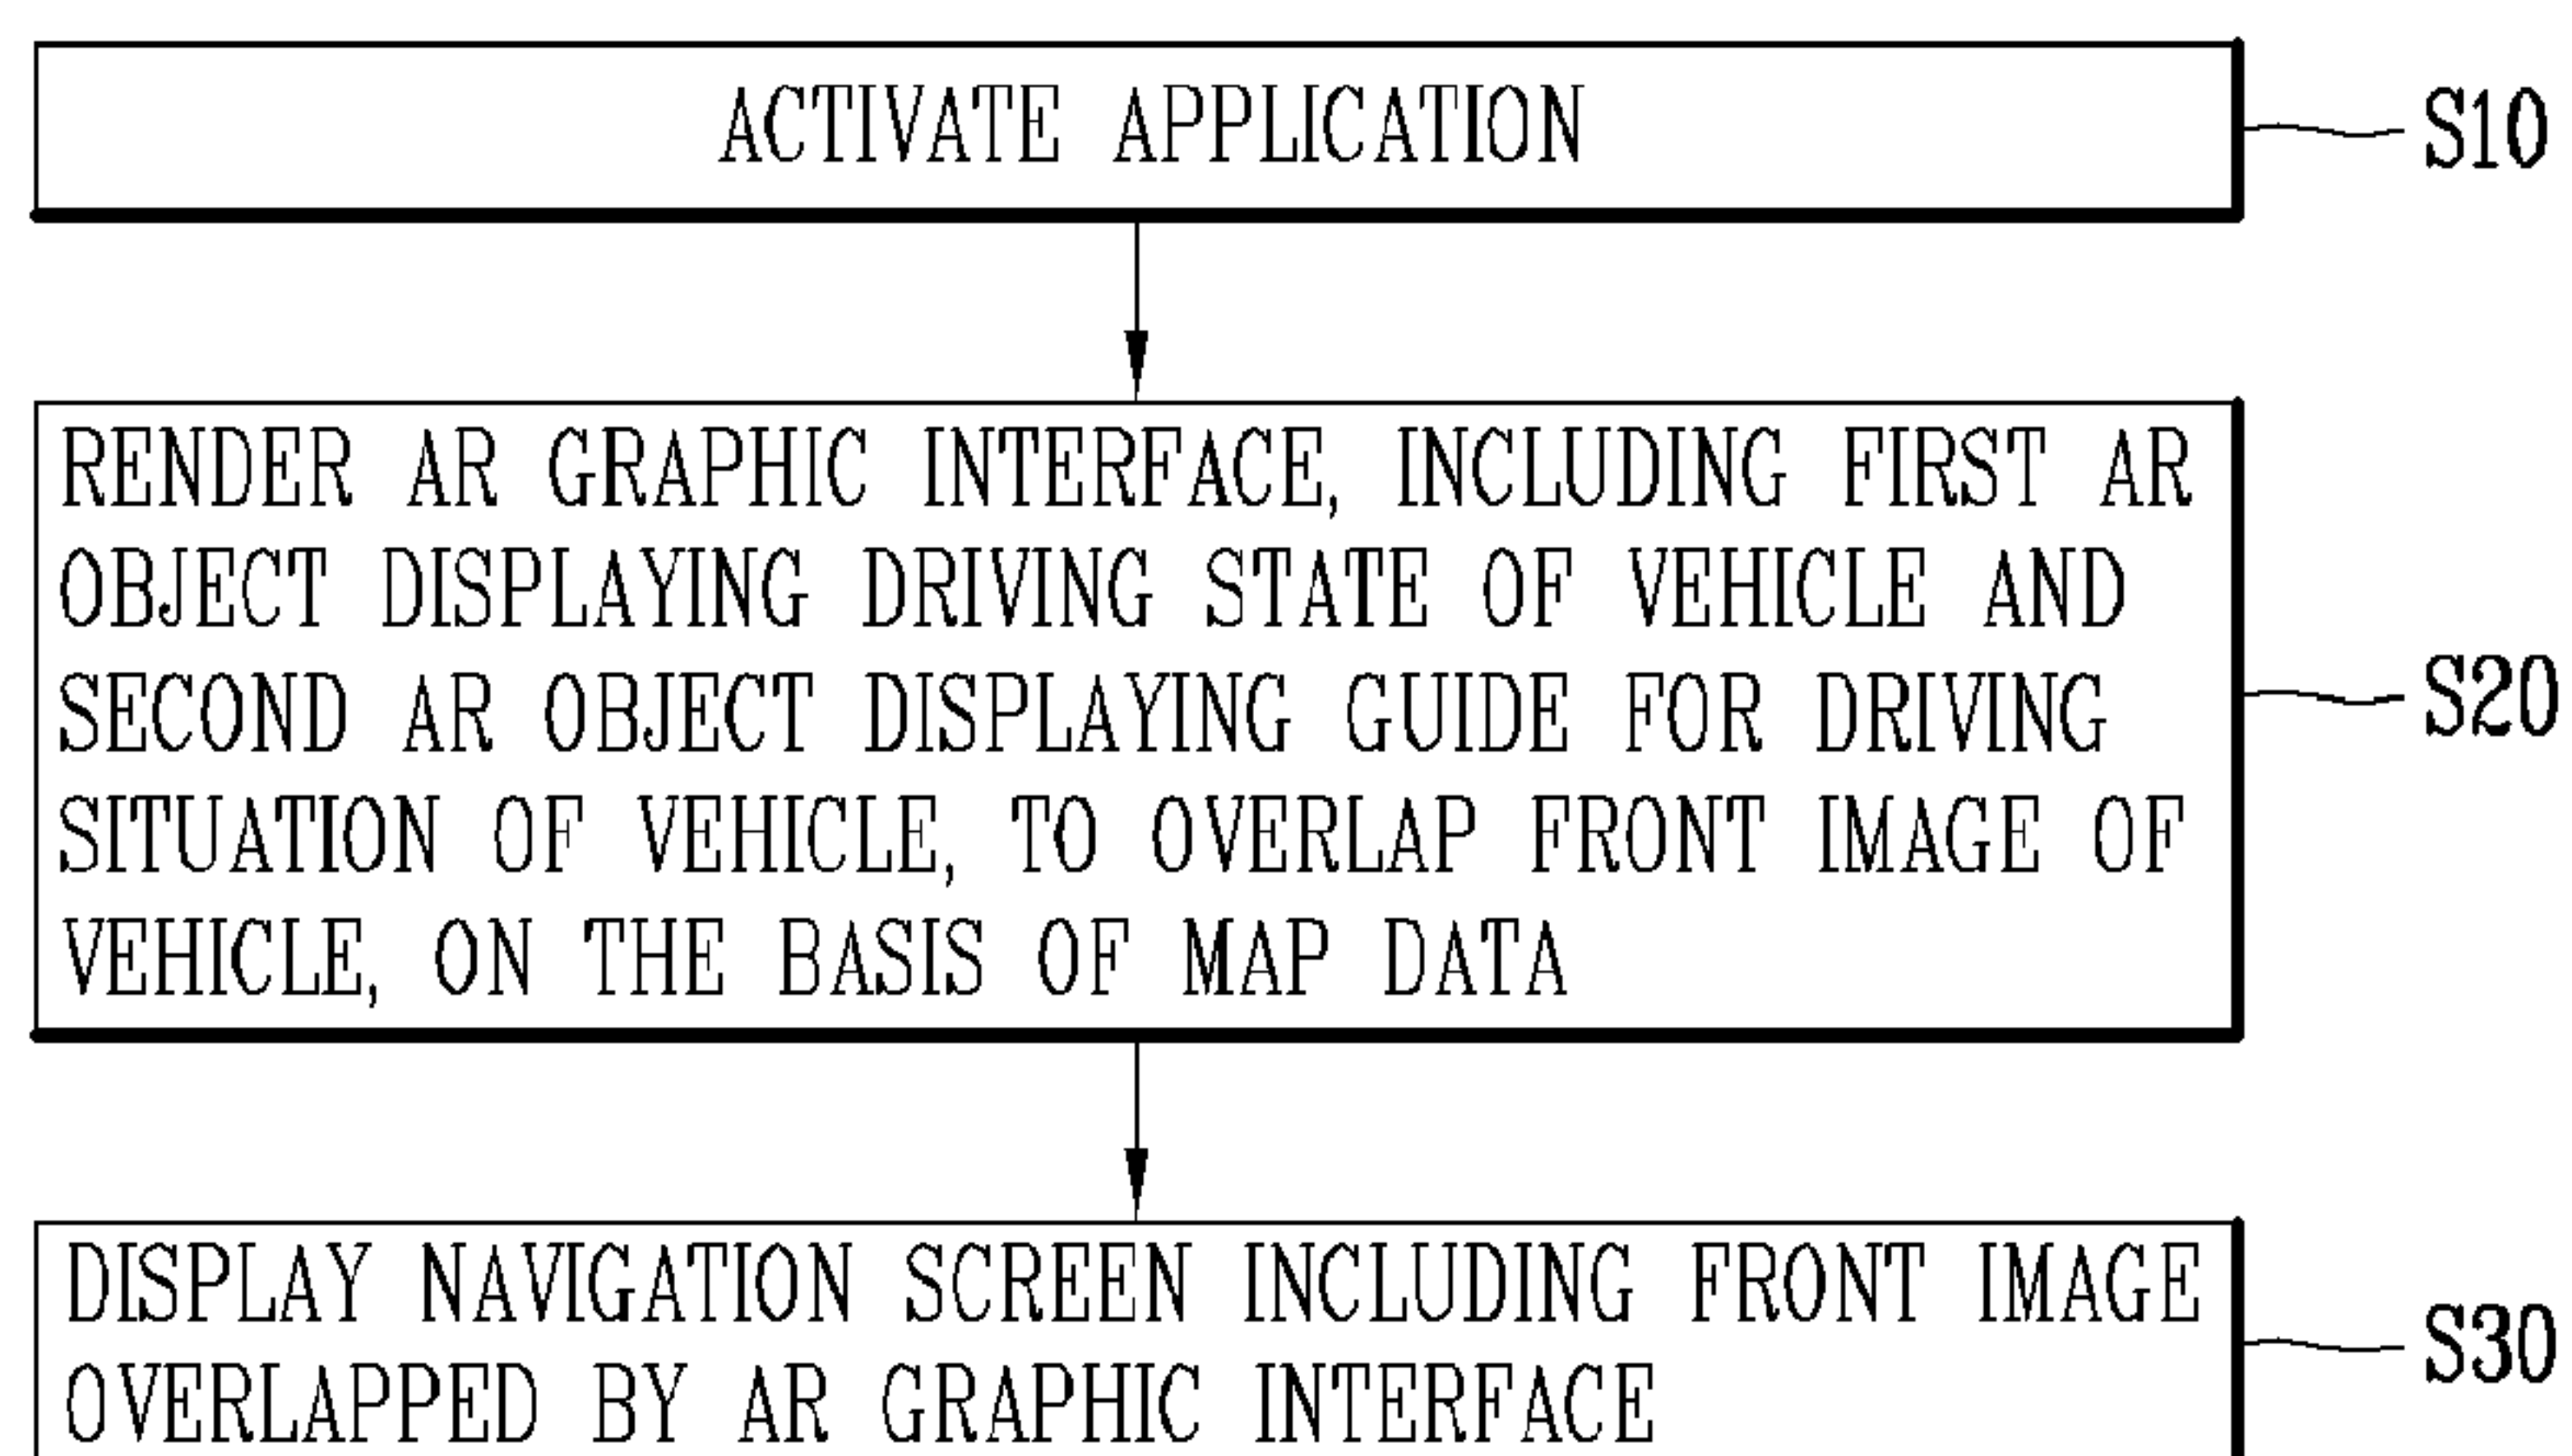 ACTIVATE APPLICATION
S10
RENDER AR GRAPHIC INTERFACE, INCLUDING FIRST AR
OBJECT DISPLAYING DRIVING STATE OF VEHICLE AND
SECOND AR OBJECT DISPLAYING GUIDE FOR DRIVING
SITUATION OF VEHICLE, TO OVERLAP FRONT IMAGE OF
VEHICLE, ON THE BASIS OF MAP DATA
S20
DISPLAY NAVIGATION SCREEN INCLUDING FRONT IMAGE
OVERLAPPED BY AR GRAPHIC INTERFACE
S30